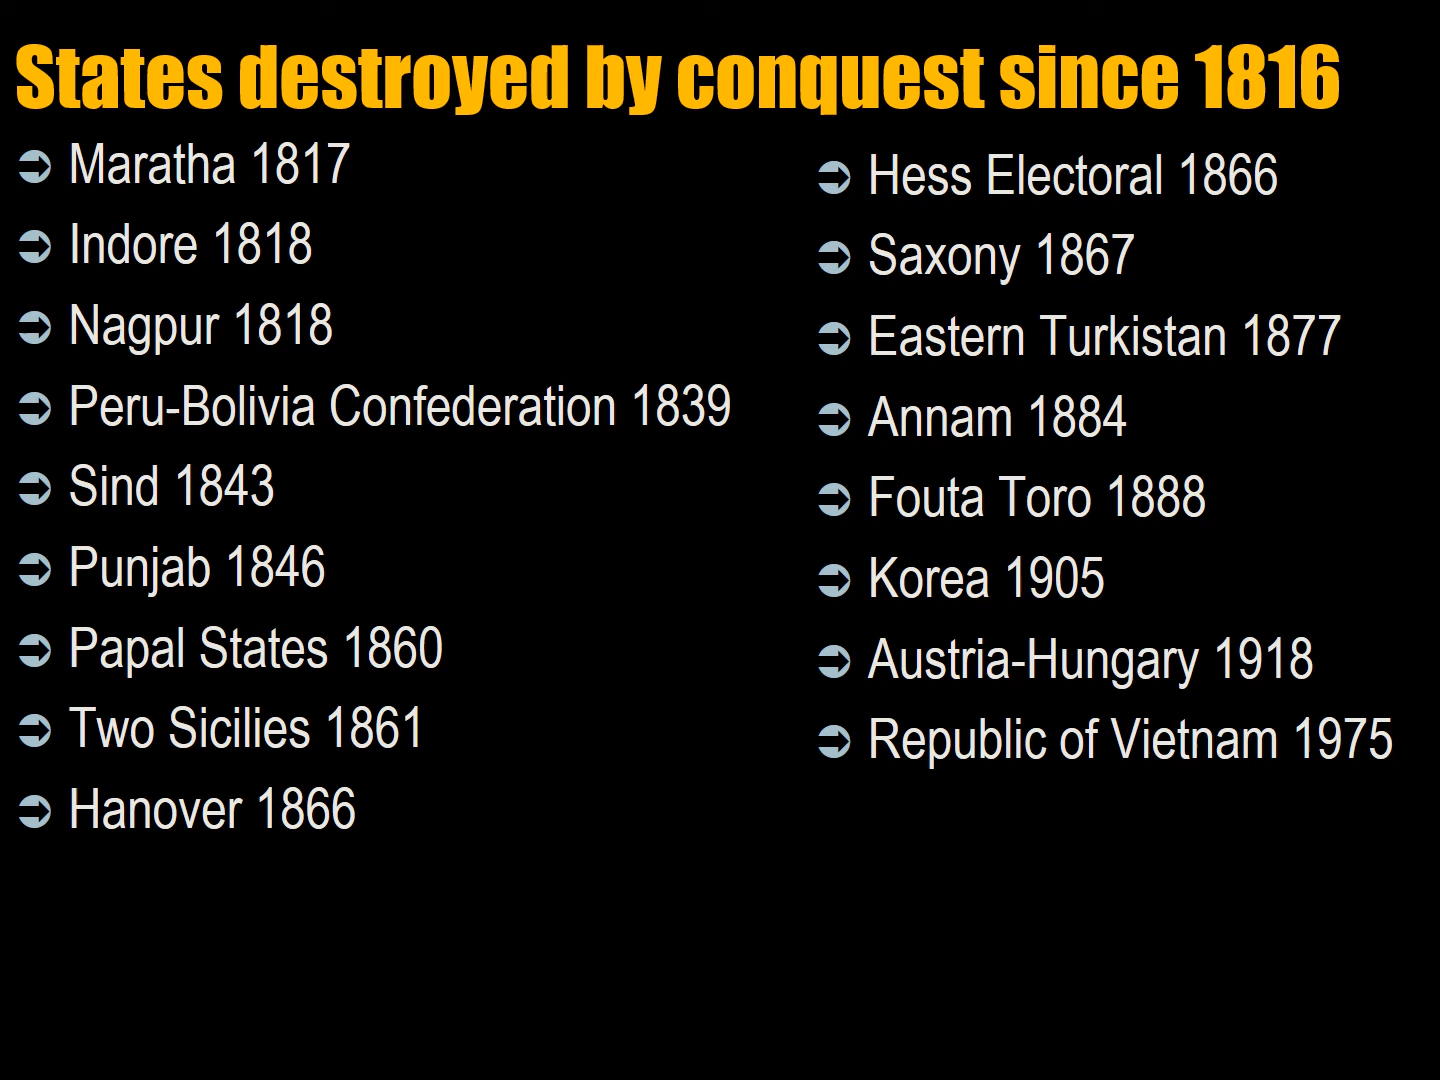 States destroyed by conquest since 1816
Maratha 1817
Indore 1818
Nagpur 1818
Peru-Bolivia Confederation 1839
Sind 1843
Punjab 1846
Papal States 1860
Two Sicilies 1861
Hanover 1866
Hess Electoral 1866
Saxony 1867
Eastern Turkistan 1877
Annam 1884
Fouta Toro 1888
Korea 1905
Austria-Hungary 1918
Republic of Vietnam 1975